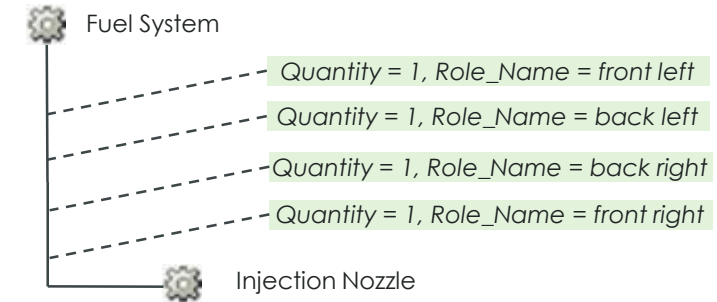 Fuel System
Quantity = 1, Role_Name = front left
Quantity = 1, Role_Name = back left
Quantity = 1, Role_Name = back right
Quantity = 1, Role_Name = front right
Injection Nozzle